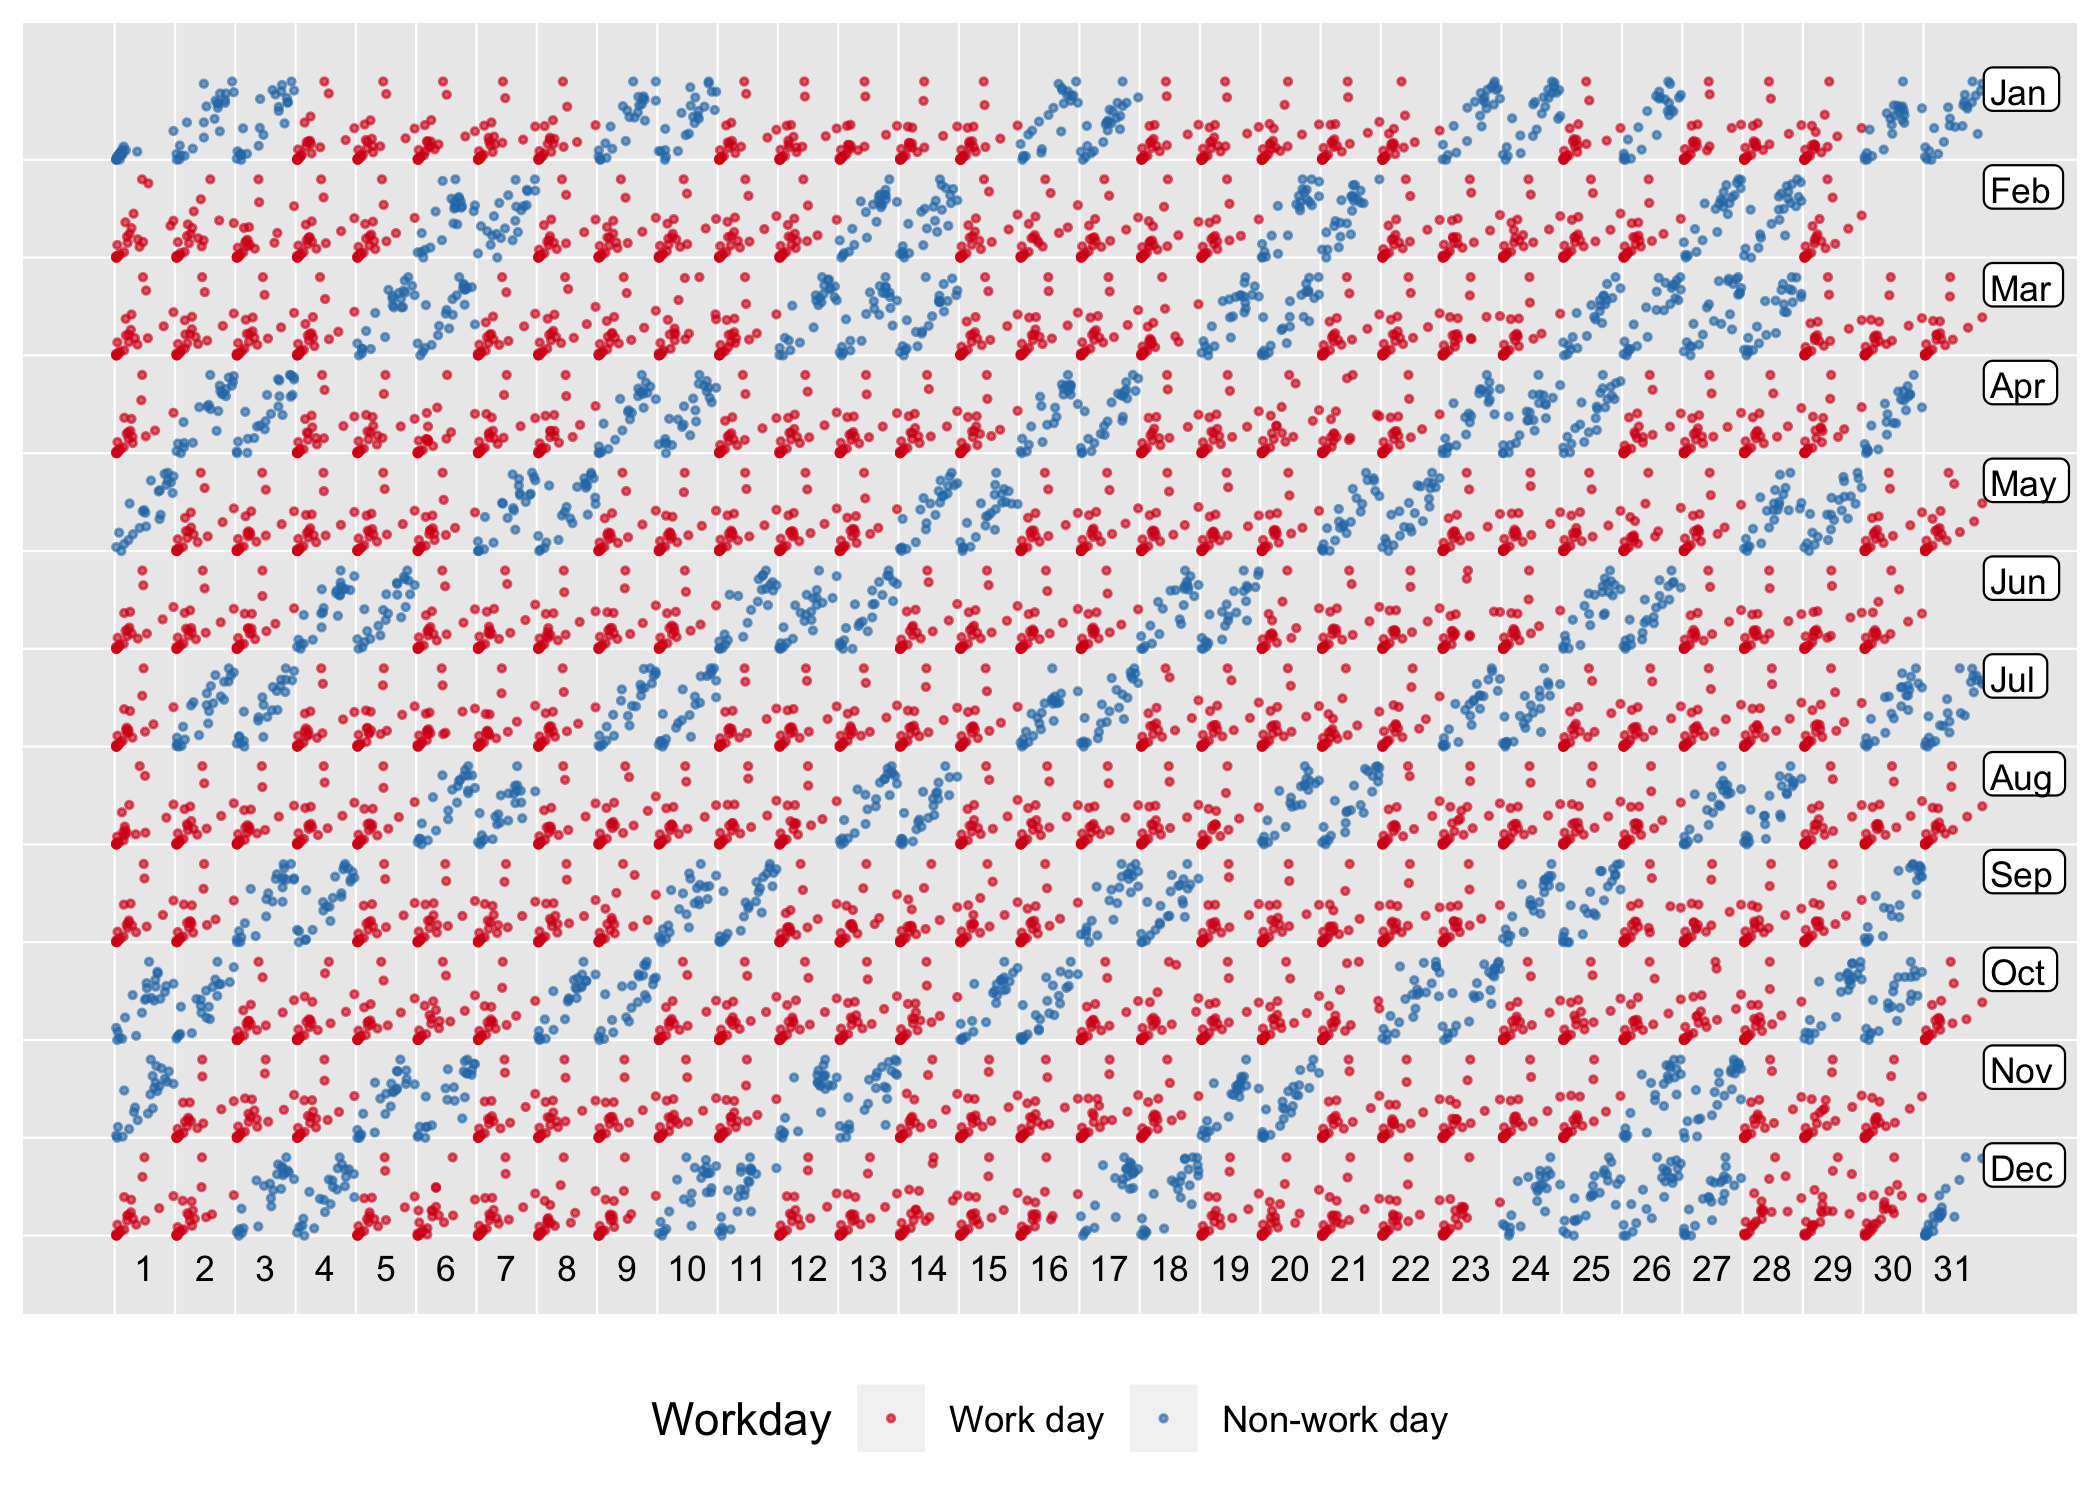 Jan
Feb
Mar
Apr
May
Jun
Jul
Aug
Sep
Oct
Nov
Dec
1 2 3 4 5 6 7 8 9 10 11 12 13 14 15 16 17 18 19 20 21 22 23 24 25 26 27 28 29 30 31
Workday Work day Non-work day